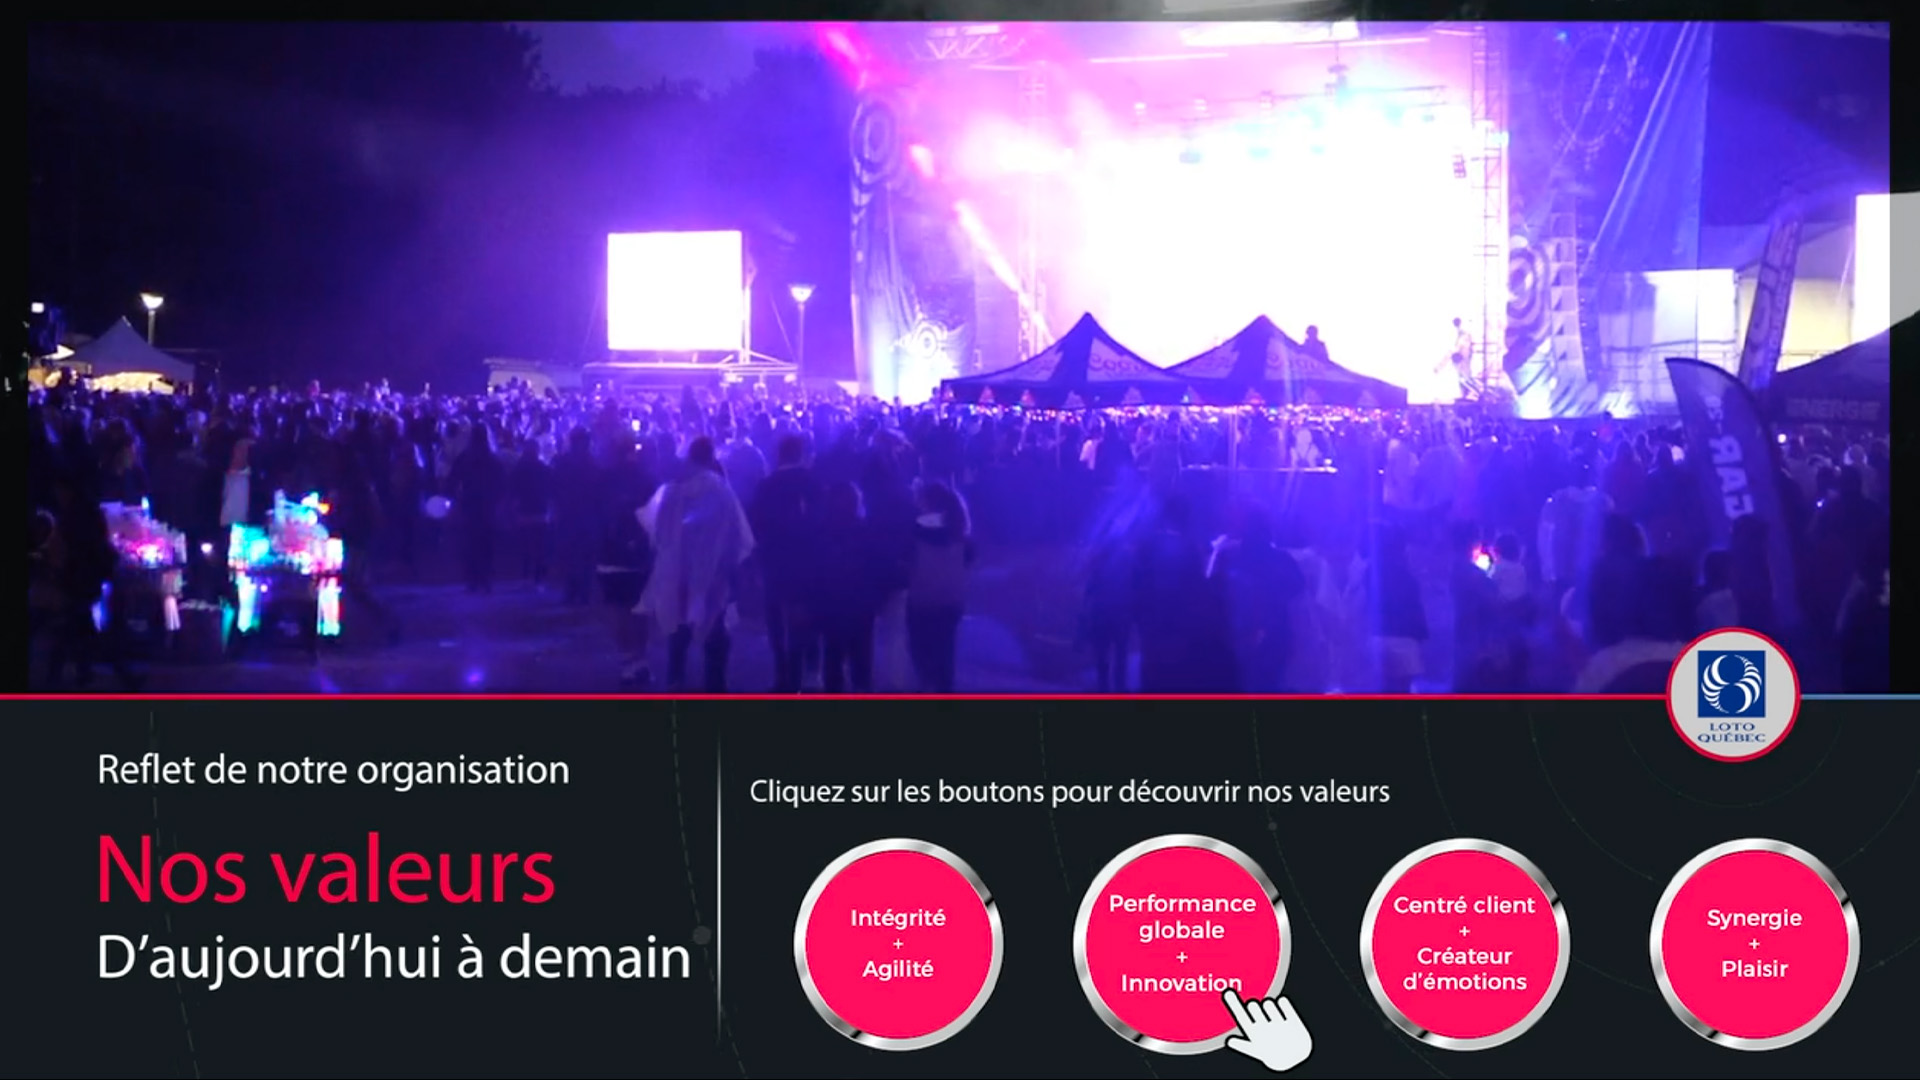 LOTO
QUÉBEC
Reflet de notre organisation
Nos valeurs
D'aujourd'hui à demain
Cliquez sur les boutons pour découvrir nos valeurs
Intégrité
+
Agilité
Performance
globale
+
Innovation
Centré client
+
Créateur
d'émotions
Synergie
+
Plaisir